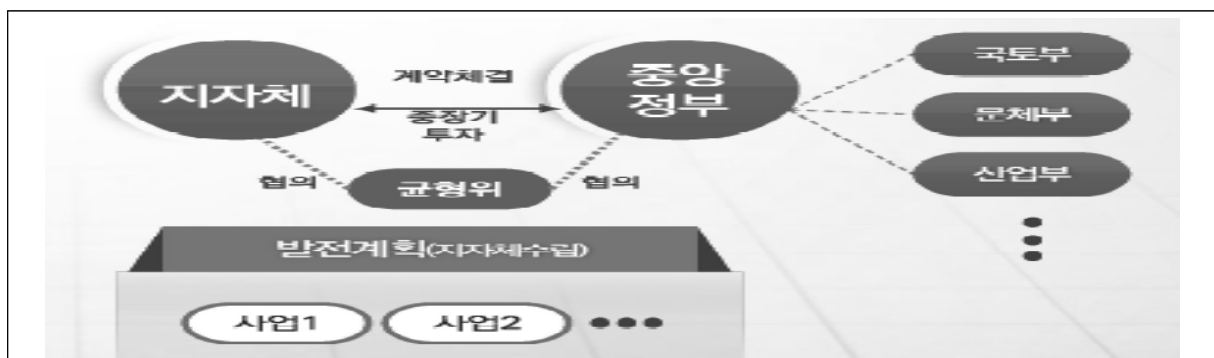 지자체
계약체결
중장기
투자
중앙
정부
국토부
문체부
산업부
협의
균형위
협의
발전계획(지자체수립)
사업1
사업2